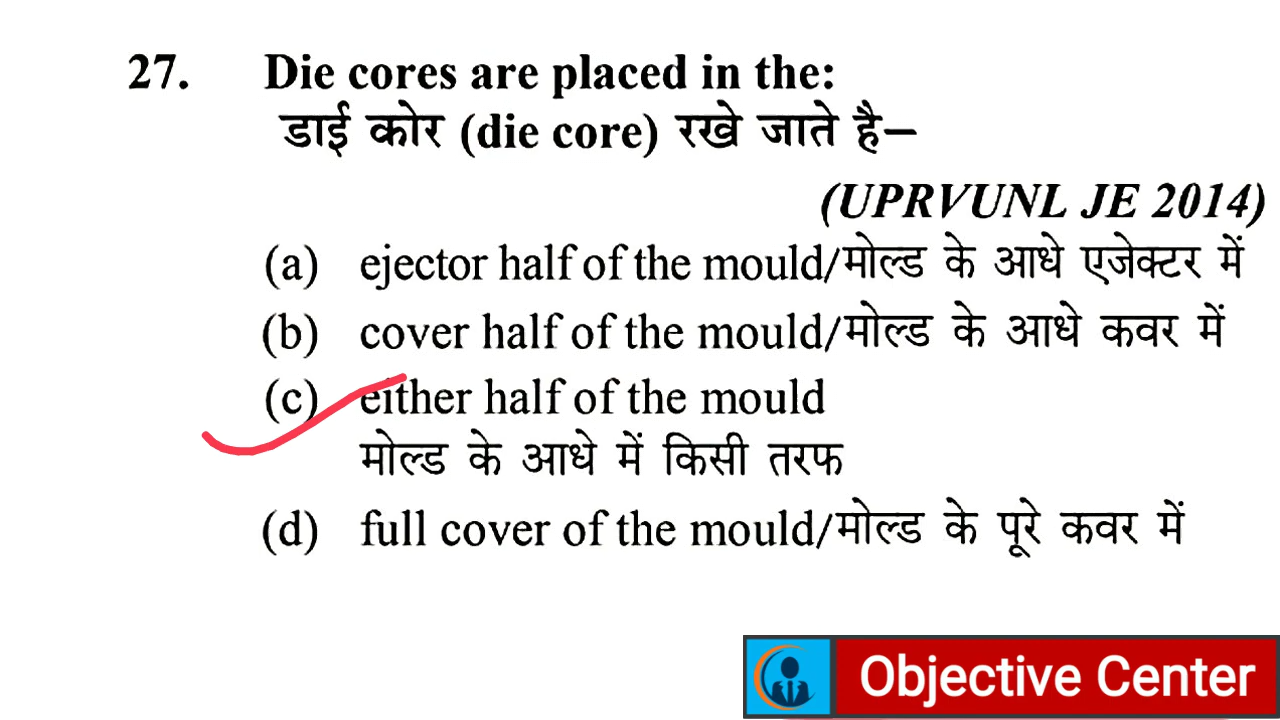 27. Die cores are placed in the:
डाई कोर (die core) रखे जाते है–
(UPRVUNL JE 2014)
(a) ejector half of the mould/मोल्ड के आधे एजेक्टर में
(b) cover half of the mould/मोल्ड के आधे कवर में
(c) either half of the mould
मोल्ड के आधे में किसी तरफ
(d) full cover of the mould/मोल्ड के पूरे कवर में
Objective Center